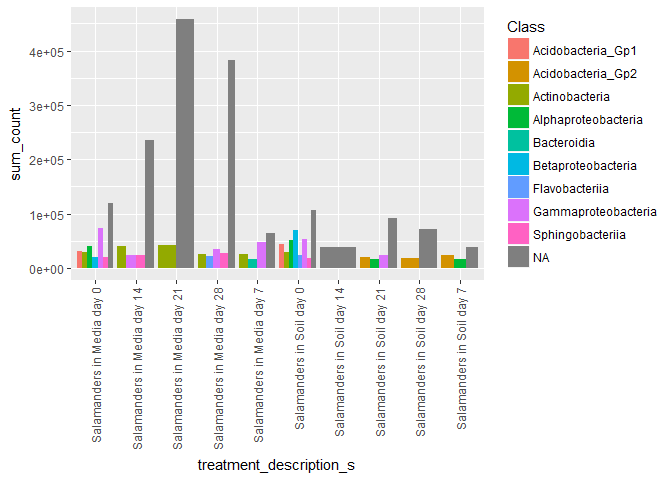 sum_count
4e+05
3e+05
2e+05
1e+05
0e+00
Salamanders in Media day 0
Salamanders in Media day 14
Salamanders in Media day 21
Salamanders in Media day 28
Salamanders in Media day 7
Salamanders in Soil day 0
Salamanders in Soil day 14
Salamanders in Soil day 21
Salamanders in Soil day 28
Salamanders in Soil day 7
treatment_description_s
Class
Acidobacteria_Gp1
Acidobacteria_Gp2
Actinobacteria
Alphaproteobacteria
Bacteroidia
Betaproteobacteria
Flavobacteriia
Gammaproteobacteria
Sphingobacteriia
NA